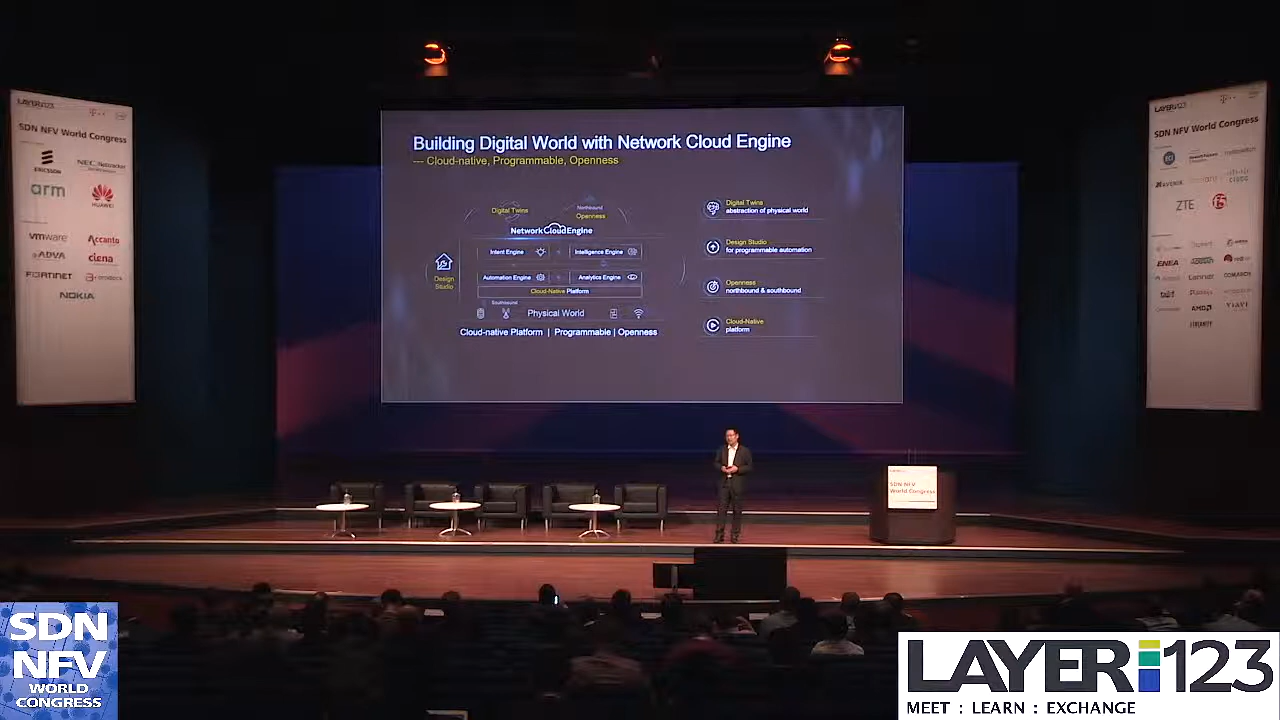 LAYER123
SDN NFV World Congress
ERICSSON
NEC/Netcracker
arm
HUAWEI
vmware
Accanto
ADVA
ciena
FORTINET
NOKIA
Building Digital World with Network Cloud Engine
— Cloud-native, Programmable, Openness
Digital Twins
Northbound
Openness
NetworkCloudEngine
Intent Engine
Intelligence Engine
Design
Studio
Automation Engine
Analytics Engine
Cloud-Native Platform
Southbound
Physical World
Cloud-native Platform | Programmable | Openness
Digital Twins
abstraction of physical world
Design Studio
for programmable automation
Openness
northbound & southbound
Cloud-Native
platform
LAYER123
SDN NFV World Congress
ZTE
ENEA
AMD
VIAVI
SDN NFV
World Congress
SDN
NFV
WORLD
CONGRESS
LAYER123
MEET : LEARN : EXCHANGE